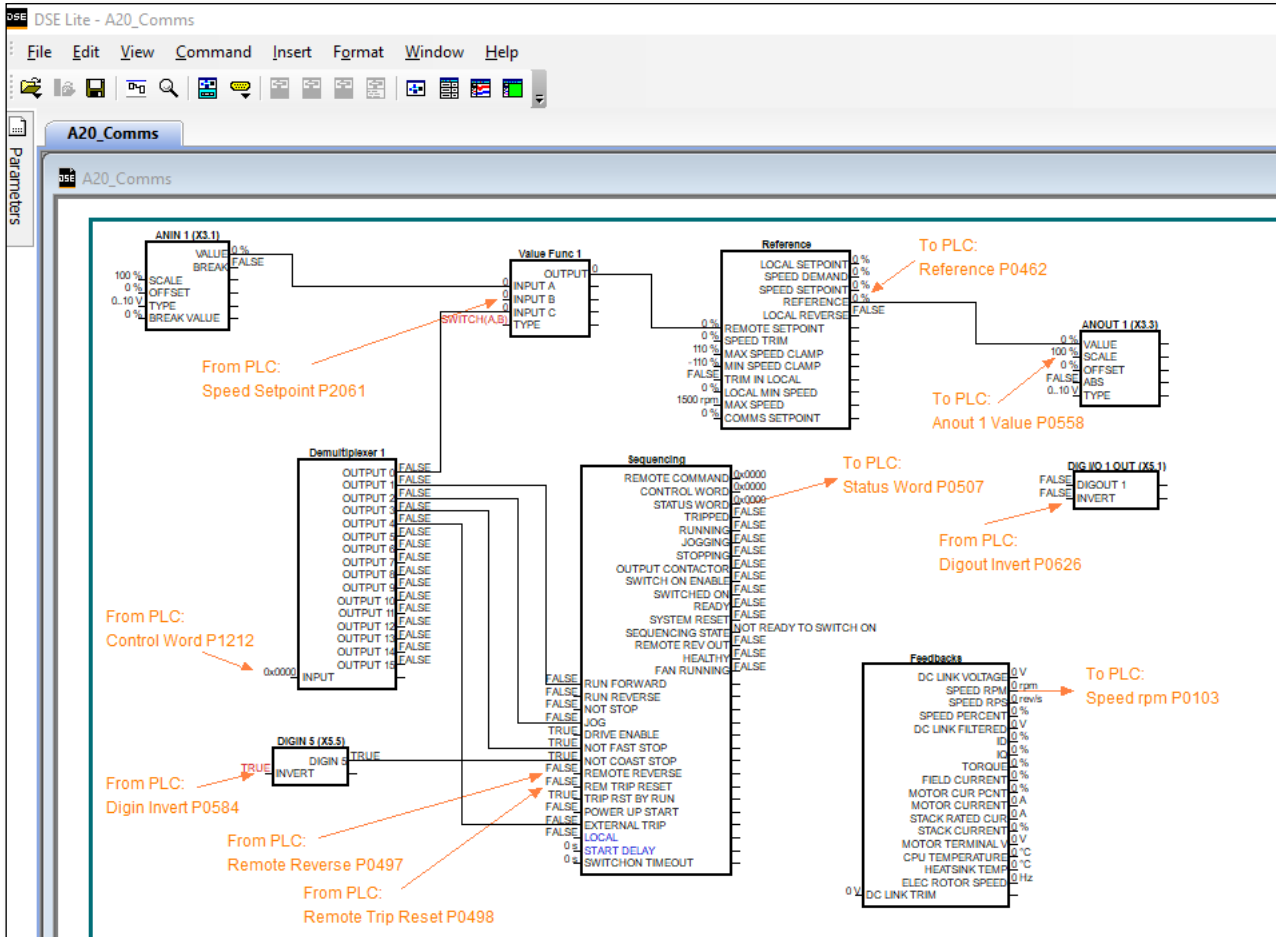 DSE DSE Lite - A20_Comms
File Edit View Command Insert Format Window Help
Parameters
A20_Comms
DSE A20_Comms
ANIN 1 (X3.1)
VALUE 0 %
BREAK FALSE
100 % SCALE
0 % OFFSET
0..10 V TYPE
0 % BREAK VALUE
Value Func 1
OUTPUT 0
0 INPUT A
0 INPUT B
0 INPUT C
SWITCH(A,B) TYPE
From PLC:
Speed Setpoint P2061
Reference
LOCAL SETPOINT 0 %
SPEED DEMAND 0 %
SPEED SETPOINT 0 %
REFERENCE 0 %
LOCAL REVERSE FALSE
0 % REMOTE SETPOINT
0 % SPEED TRIM
110 % MAX SPEED CLAMP
-110 % MIN SPEED CLAMP
FALSE TRIM IN LOCAL
0 % LOCAL MIN SPEED
1500 rpm MAX SPEED
0 % COMMS SETPOINT
To PLC:
Reference P0462
ANOUT 1 (X3.3)
0 % VALUE
100 % SCALE
0 % OFFSET
FALSE ABS
0..10 V TYPE
To PLC:
Anout 1 Value P0558
Demultiplexer 1
OUTPUT 0 FALSE
OUTPUT 1 FALSE
OUTPUT 2 FALSE
OUTPUT 3 FALSE
OUTPUT 4 FALSE
OUTPUT 5 FALSE
OUTPUT 6 FALSE
OUTPUT 7 FALSE
OUTPUT 8 FALSE
OUTPUT 9 FALSE
OUTPUT 10 FALSE
OUTPUT 11 FALSE
OUTPUT 12 FALSE
OUTPUT 13 FALSE
OUTPUT 14 FALSE
OUTPUT 15 FALSE
0x0000 INPUT
From PLC:
Control Word P1212
DIGIN 5 (X5.5)
DIGIN 5 TRUE
TRUE INVERT
From PLC:
Digin Invert P0584
Sequencing
REMOTE COMMAND 0x0000
CONTROL WORD 0x0000
STATUS WORD 0x0000
TRIPPED FALSE
RUNNING FALSE
JOGGING FALSE
STOPPING FALSE
OUTPUT CONTACTOR FALSE
SWITCH ON ENABLE FALSE
SWITCHED ON FALSE
READY FALSE
SYSTEM RESET FALSE
SEQUENCING STATE NOT READY TO SWITCH ON
REMOTE REV OUT FALSE
HEALTHY FALSE
FAN RUNNING FALSE
FALSE RUN FORWARD
FALSE RUN REVERSE
FALSE NOT STOP
FALSE JOG
TRUE DRIVE ENABLE
TRUE NOT FAST STOP
TRUE NOT COAST STOP
FALSE REMOTE REVERSE
FALSE REM TRIP RESET
TRUE TRIP RST BY RUN
FALSE POWER UP START
FALSE EXTERNAL TRIP
FALSE LOCAL
0 s START DELAY
0 s SWITCHON TIMEOUT
From PLC:
Remote Reverse P0497
From PLC:
Remote Trip Reset P0498
To PLC:
Status Word P0507
DIG I/O 1 OUT (X5.1)
FALSE DIGOUT 1
FALSE INVERT
From PLC:
Digout Invert P0626
Feedbacks
DC LINK VOLTAGE 0 V
SPEED RPM 0 rpm
SPEED RPS 0 rev/s
SPEED PERCENT 0 %
DC LINK FILTERED 0 V
ID 0 %
IQ 0 %
TORQUE 0 %
FIELD CURRENT 0 %
MOTOR CUR PCNT 0 %
MOTOR CURRENT 0 A
STACK RATED CUR 0 A
STACK CURRENT 0 %
MOTOR TERMINAL V 0 V
CPU TEMPERATURE 0 °C
HEATSINK TEMP 0 °C
ELEC ROTOR SPEED 0 Hz
0 V DC LINK TRIM
To PLC:
Speed rpm P0103